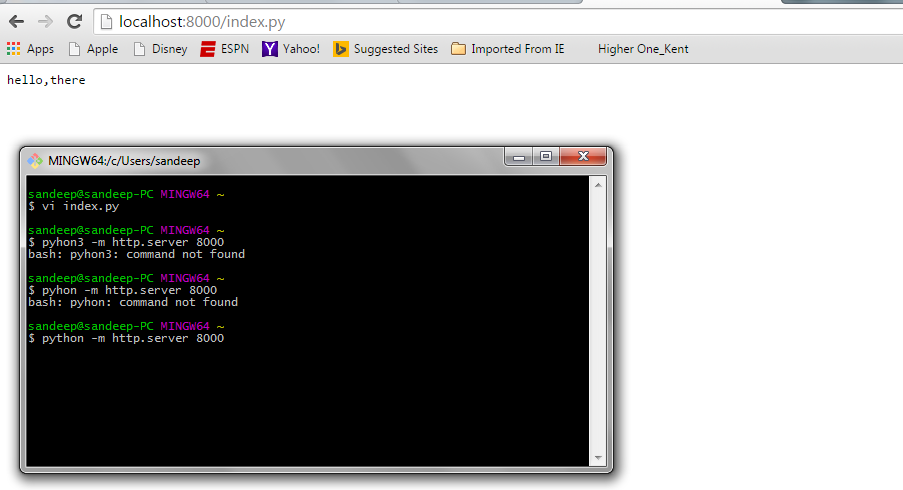 localhost:8000/index.py
Apps Apple Disney ESPN Yahoo! Suggested Sites Imported From IE Higher One_Kent
hello,there
MINGW64:/c/Users/sandeep
sandeep@sandeep-PC MINGW64 ~
$ vi index.py
sandeep@sandeep-PC MINGW64 ~
$ pyhon3 -m http.server 8000
bash: pyhon3: command not found
sandeep@sandeep-PC MINGW64 ~
$ pyhon -m http.server 8000
bash: pyhon: command not found
sandeep@sandeep-PC MINGW64 ~
$ python -m http.server 8000